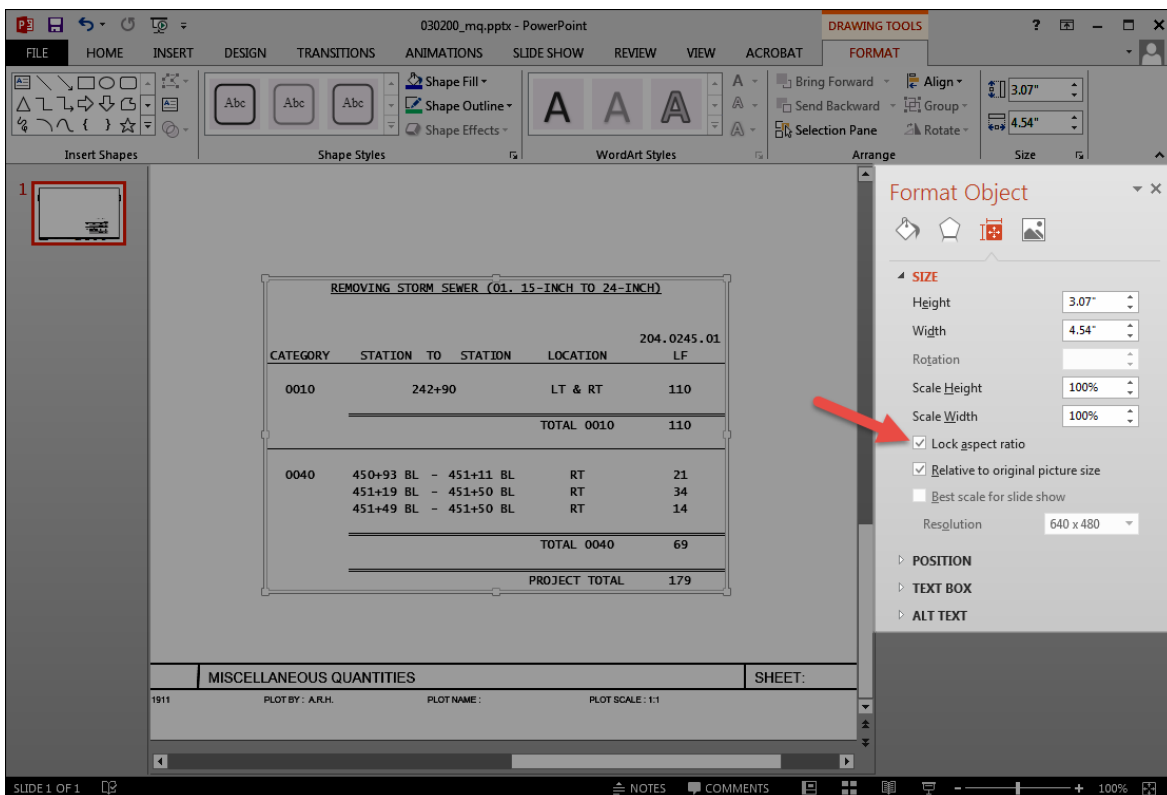 030200_mq.pptx - PowerPoint
DRAWING TOOLS
FILE HOME INSERT DESIGN TRANSITIONS ANIMATIONS SLIDE SHOW REVIEW VIEW ACROBAT FORMAT
Abc Abc Abc
Shape Fill
Shape Outline
Shape Effects
A A A
Bring Forward
Send Backward
Selection Pane
Align
Group
Rotate
3.07"
4.54"
Insert Shapes Shape Styles WordArt Styles Arrange Size
1
REMOVING STORM SEWER (01. 15-INCH TO 24-INCH)
204.0245.01
CATEGORY STATION TO STATION LOCATION LF
0010 242+90 LT & RT 110
TOTAL 0010 110
0040 450+93 BL - 451+11 BL RT 21
451+19 BL - 451+50 BL RT 34
451+49 BL - 451+50 BL RT 14
TOTAL 0040 69
PROJECT TOTAL 179
MISCELLANEOUS QUANTITIES SHEET:
1911 PLOT BY : A.R.H. PLOT NAME : PLOT SCALE : 1:1
Format Object
SIZE
Height 3.07"
Width 4.54"
Rotation
Scale Height 100%
Scale Width 100%
Lock aspect ratio
Relative to original picture size
Best scale for slide show
Resolution 640 x 480
POSITION
TEXT BOX
ALT TEXT
SLIDE 1 OF 1 NOTES COMMENTS 100%